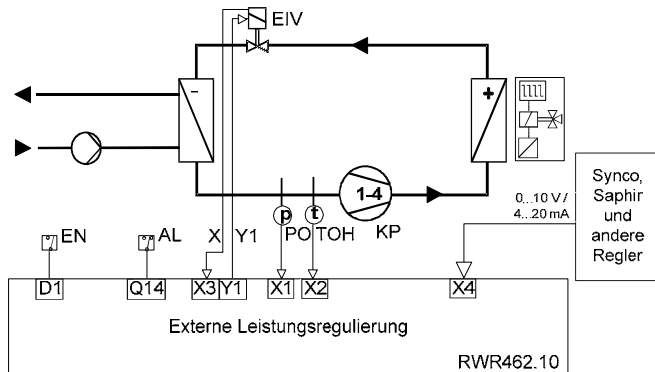 EIV
-
+
1-4
p
t
EN
AL
X
Y1
PO
TOH
KP
0...10 V /
4...20 mA
Synco,
Saphir
und
andere
Regler
D1
Q14
X3
Y1
X1
X2
X4
Externe Leistungsregulierung
RWR462.10